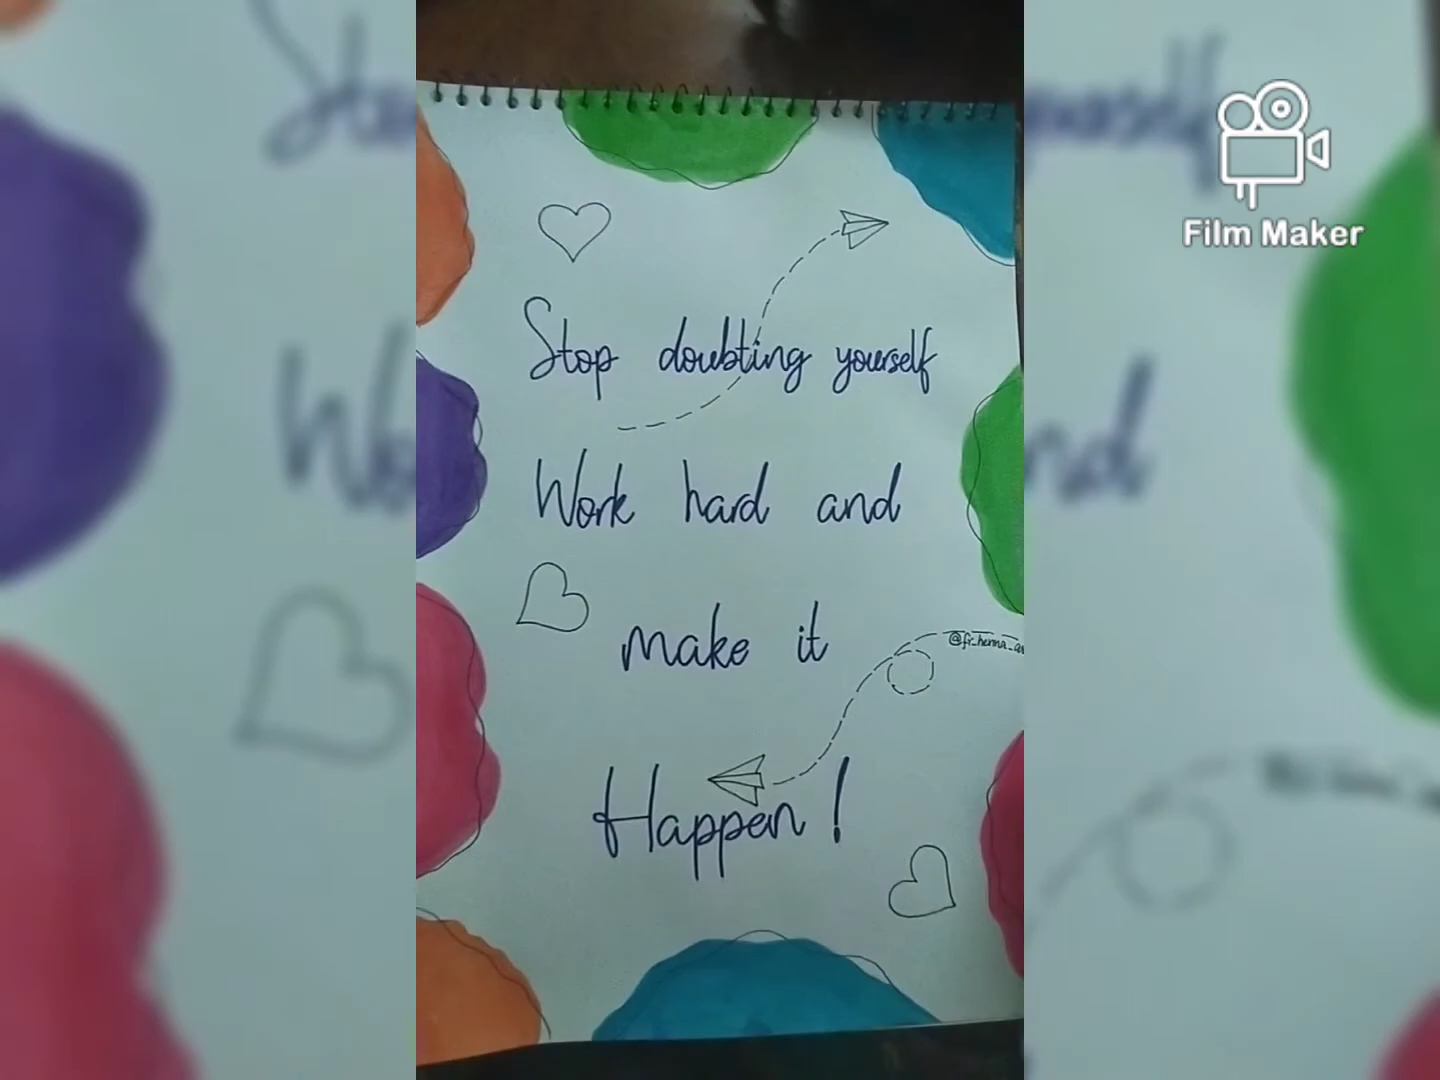 Stop doubting yourself
Work hard and
make it
Happen!
Film Maker